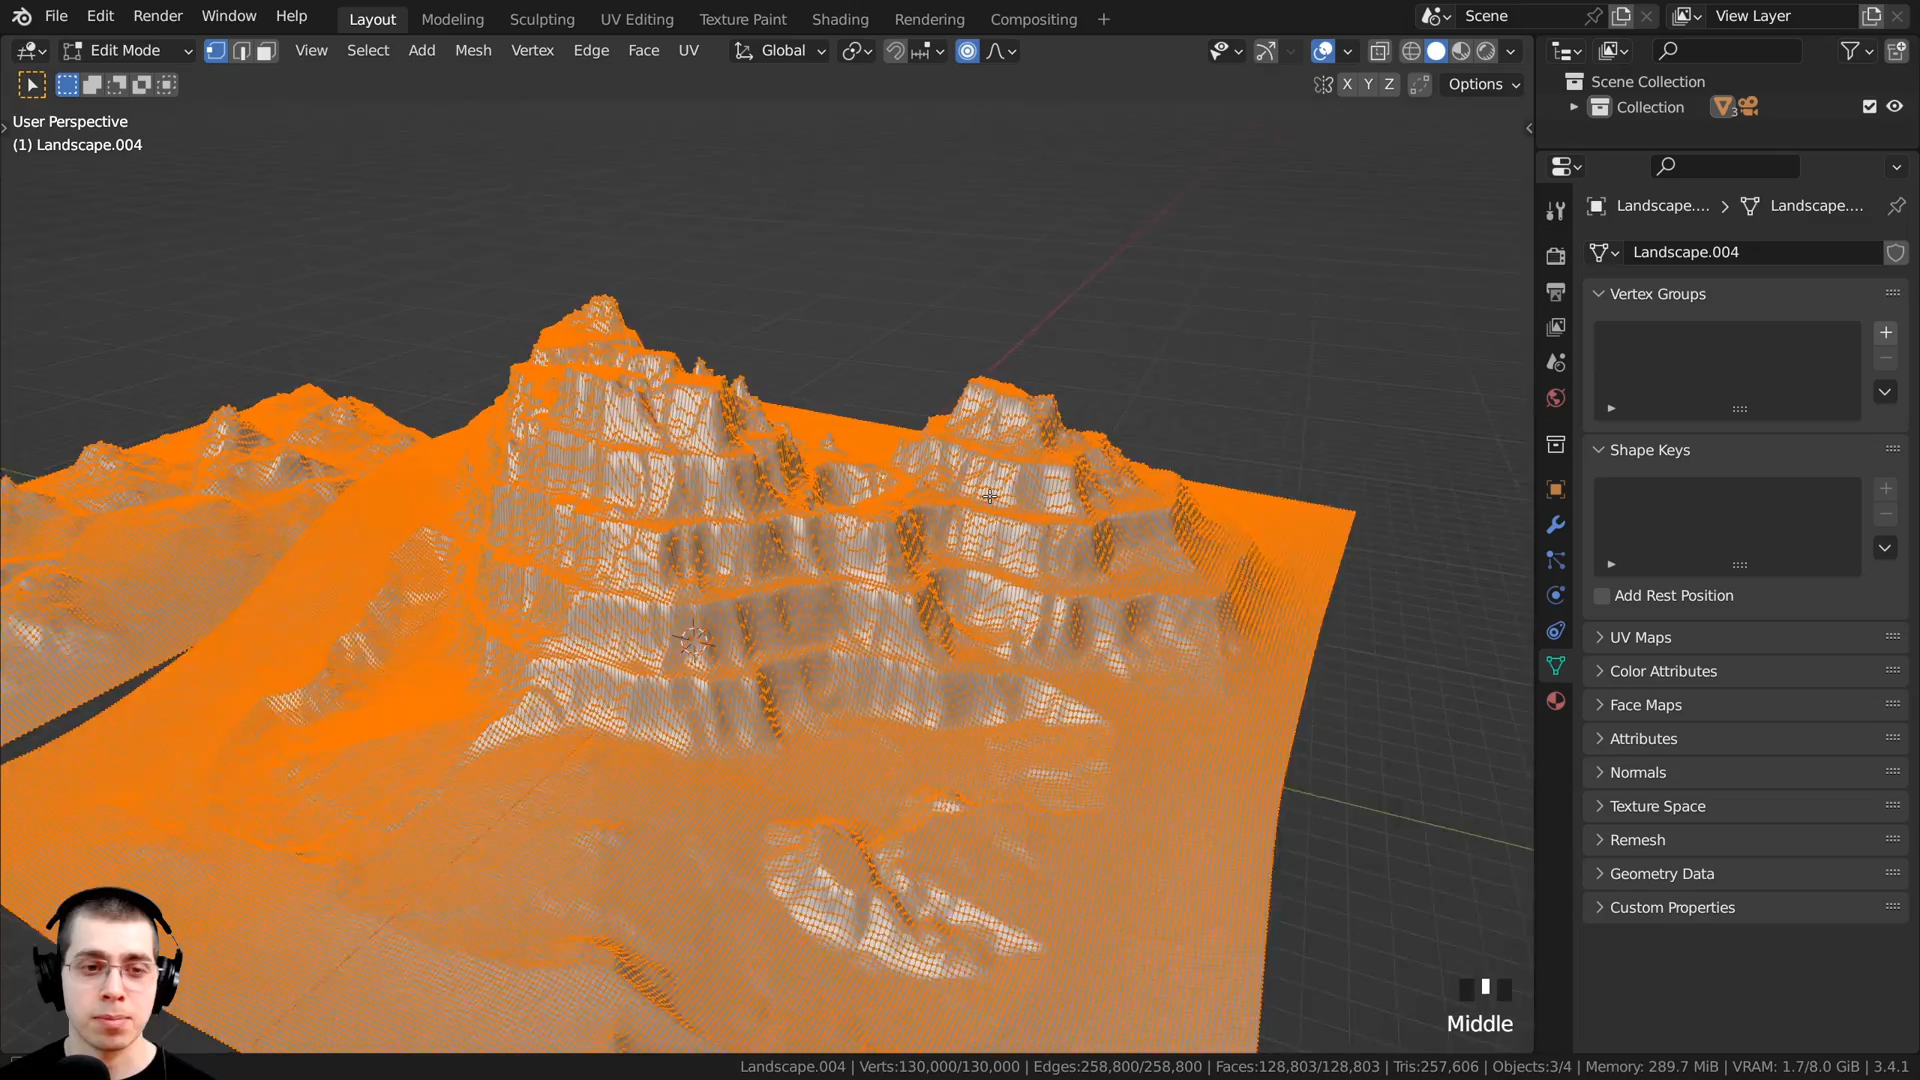 File Edit Render Window Help Layout Modeling Sculpting UV Editing Texture Paint Shading Animation Rendering Compositing + Scene View Layer
Edit Mode View Select Add Mesh Vertex Edge Face UV Global
X Y Z Options
Scene Collection
Collection 3
User Perspective
(1) Landscape.004
Landscape.... > Landscape....
Landscape.004
Vertex Groups
Shape Keys
Add Rest Position
UV Maps
Color Attributes
Face Maps
Attributes
Normals
Texture Space
Remesh
Geometry Data
Custom Properties
Middle
Landscape.004 | Verts:130,000/130,000 | Edges:258,800/258,800 | Faces:128,803/128,803 | Tris:257,606 | Objects:3/4 | Memory: 289.7 MiB | VRAM: 1.7/8.0 GiB | 3.4.1